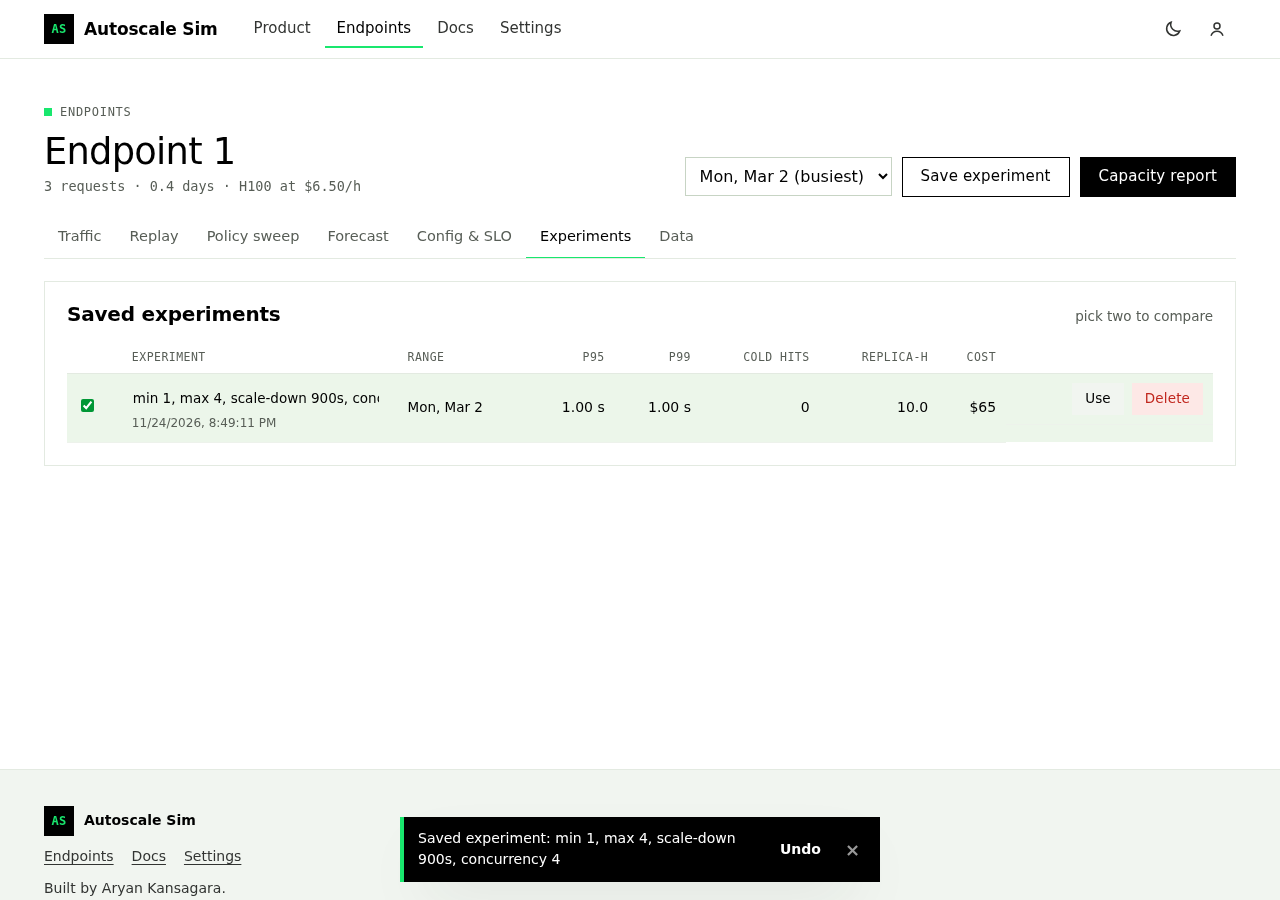 AS Autoscale Sim Product Endpoints Docs Settings
ENDPOINTS
Endpoint 1
3 requests · 0.4 days · H100 at $6.50/h
Mon, Mar 2 (busiest) Save experiment Capacity report
Traffic Replay Policy sweep Forecast Config & SLO Experiments Data
Saved experiments pick two to compare
EXPERIMENT RANGE P95 P99 COLD HITS REPLICA-H COST
min 1, max 4, scale-down 900s, conc Mon, Mar 2 1.00 s 1.00 s 0 10.0 $65 Use Delete
11/24/2026, 8:49:11 PM
AS Autoscale Sim
Endpoints Docs Settings
Built by Aryan Kansagara.
Saved experiment: min 1, max 4, scale-down
900s, concurrency 4
Undo ×